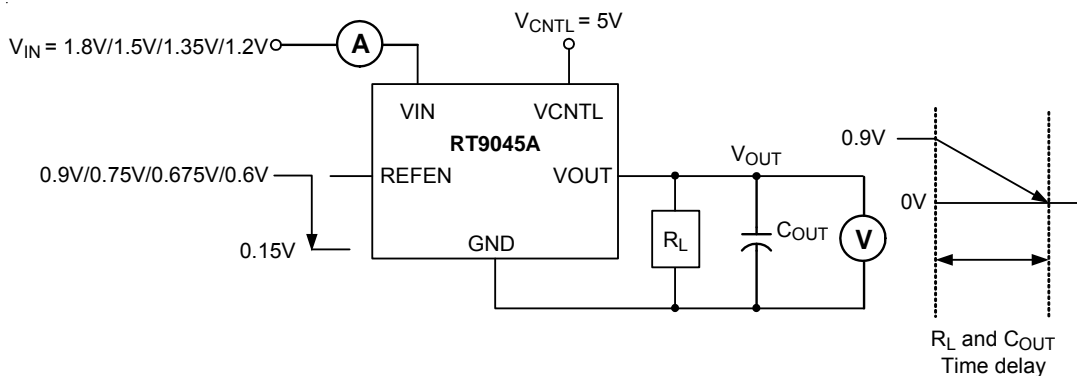 V_IN = 1.8V/1.5V/1.35V/1.2V
A
V_CNTL = 5V
VIN
VCNTL
RT9045A
0.9V/0.75V/0.675V/0.6V
REFEN
VOUT
V_OUT
0.15V
GND
R_L
C_OUT
V
0.9V
0V
R_L and C_OUT
Time delay